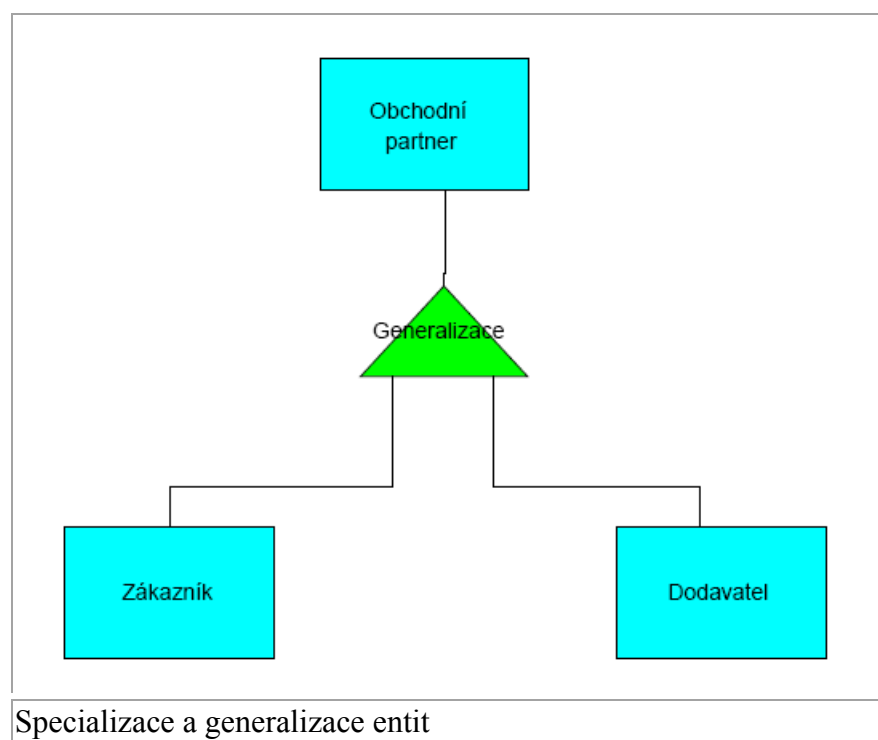 Obchodní
partner
Generalizace
Zákazník
Dodavatel
Specializace a generalizace entit